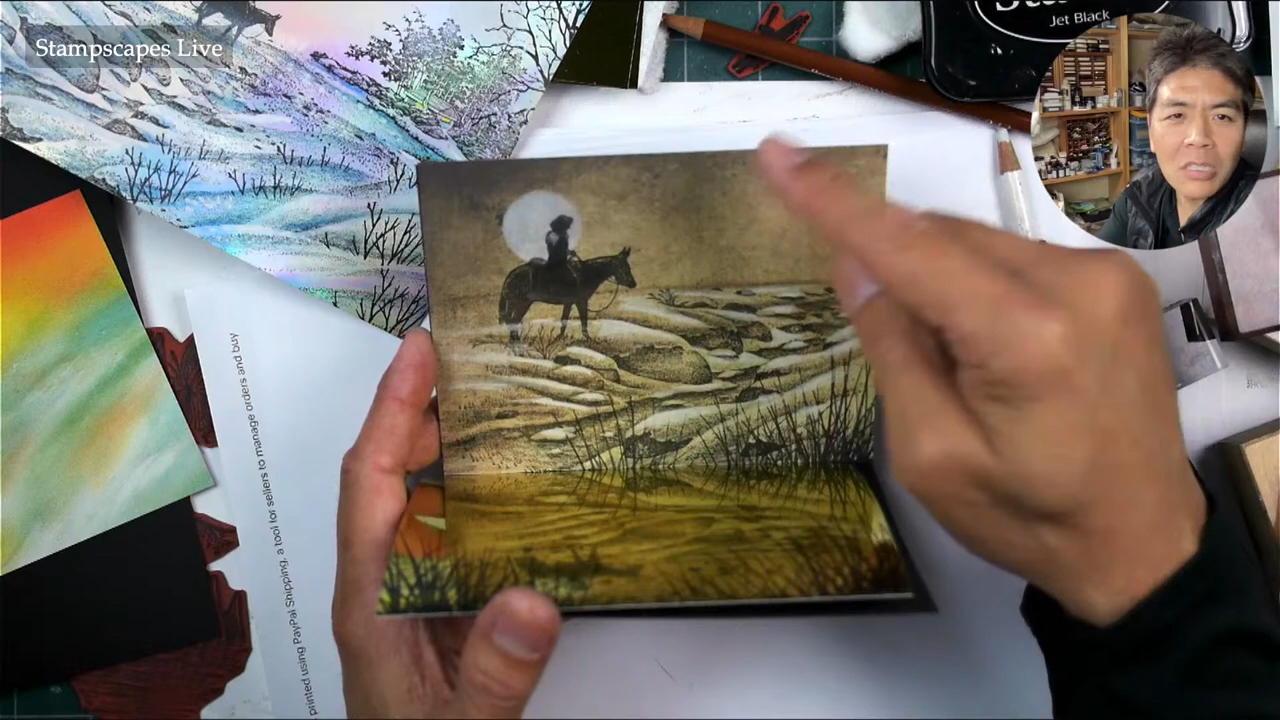 Stampscapes Live
Jet Black
printed using PayPal Shipping, a tool for sellers to manage orders and buy